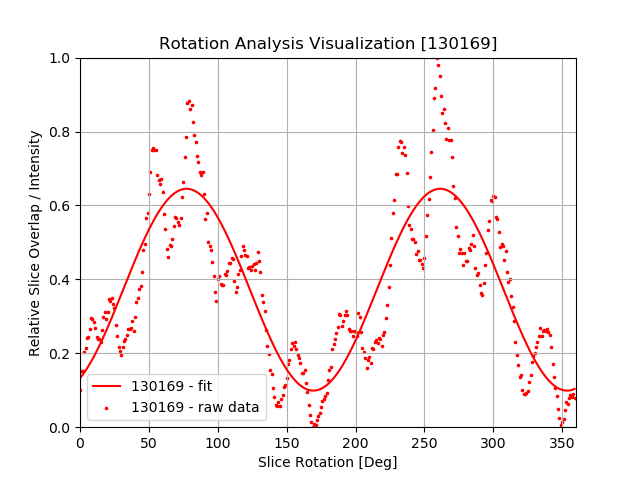 Rotation Analysis Visualization [130169]
Relative Slice Overlap / Intensity
1.0
0.8
0.6
0.4
0.2
0.0
130169 - fit
130169 - raw data
0 50 100 150 200 250 300 350
Slice Rotation [Deg]